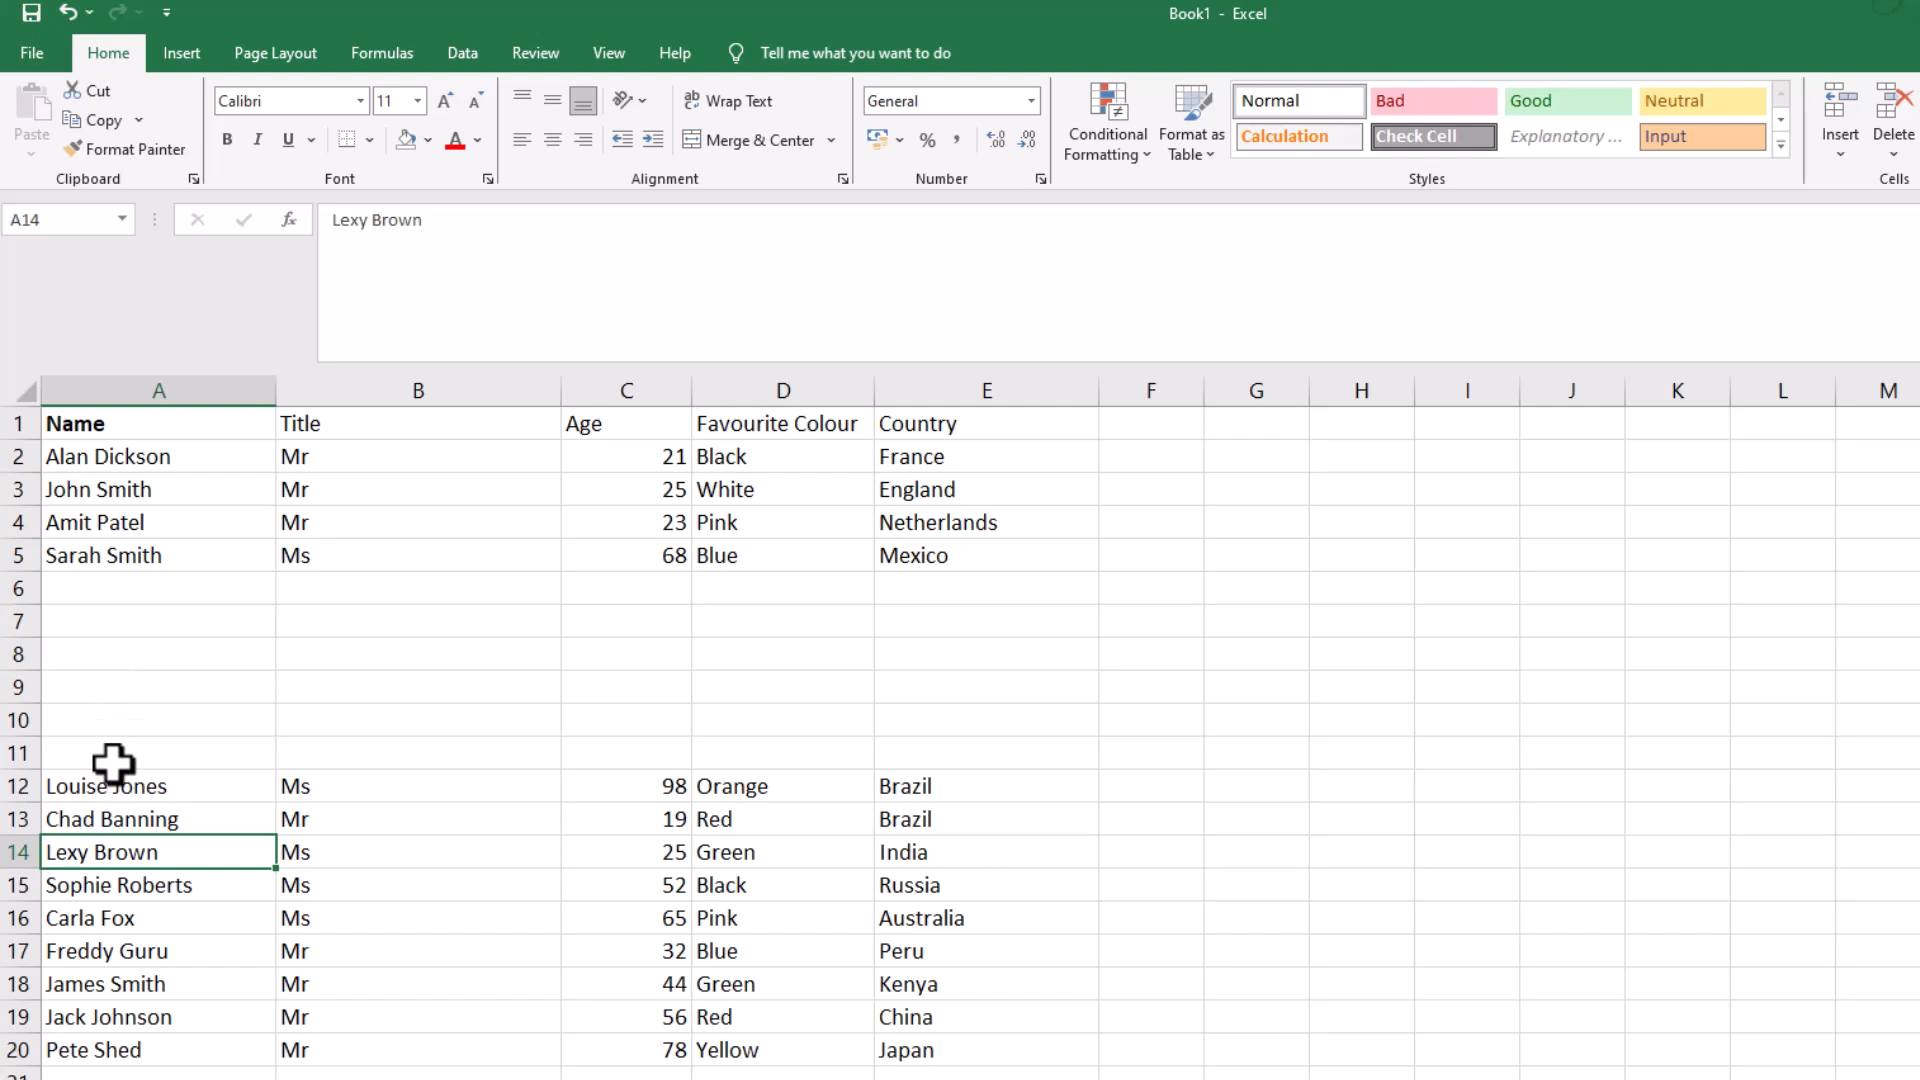 Book1 - Excel
File Home Insert Page Layout Formulas Data Review View Help Tell me what you want to do
Paste
Cut
Copy
Format Painter
Clipboard
Calibri 11
B I U
Font
ab Wrap Text
Merge & Center
Alignment
General
% ,
Number
Conditional Formatting
Format as Table
Normal Bad Good Neutral
Calculation Check Cell Explanatory ... Input
Styles
Insert Delete
Cells
A14 fx Lexy Brown
A B C D E F G H I J K L M
1 Name Title Age Favourite Colour Country
2 Alan Dickson Mr 21 Black France
3 John Smith Mr 25 White England
4 Amit Patel Mr 23 Pink Netherlands
5 Sarah Smith Ms 68 Blue Mexico
6
7
8
9
10
11
12 Louise Jones Ms 98 Orange Brazil
13 Chad Banning Mr 19 Red Brazil
14 Lexy Brown Ms 25 Green India
15 Sophie Roberts Ms 52 Black Russia
16 Carla Fox Ms 65 Pink Australia
17 Freddy Guru Mr 32 Blue Peru
18 James Smith Mr 44 Green Kenya
19 Jack Johnson Mr 56 Red China
20 Pete Shed Mr 78 Yellow Japan